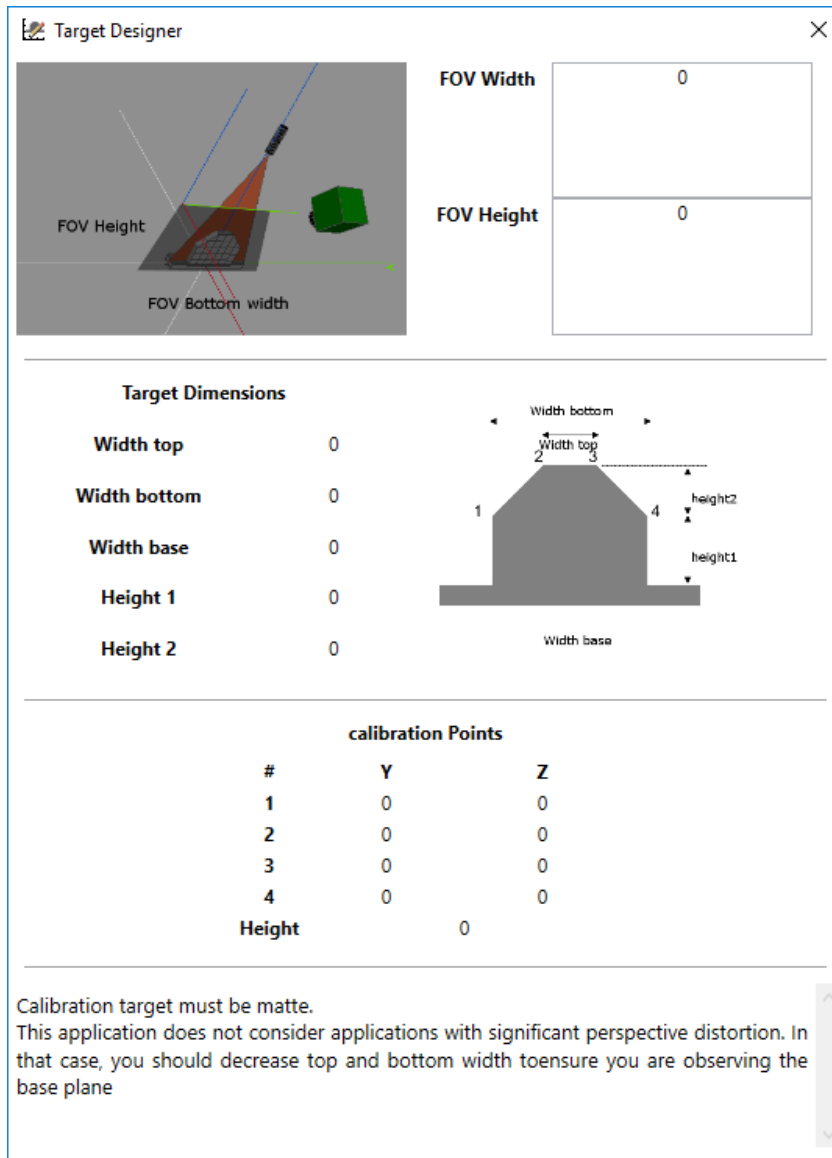 Target Designer
FOV Width 0
FOV Height
FOV Height 0
FOV Bottom width
Target Dimensions
Width top 0
Width bottom 0
Width base 0
Height 1 0
Height 2 0
Width bottom
Width top
2 3
1 4
height2
height1
Width base
calibration Points
# Y Z
1 0 0
2 0 0
3 0 0
4 0 0
Height 0
Calibration target must be matte.
This application does not consider applications with significant perspective distortion. In
that case, you should decrease top and bottom width toensure you are observing the
base plane